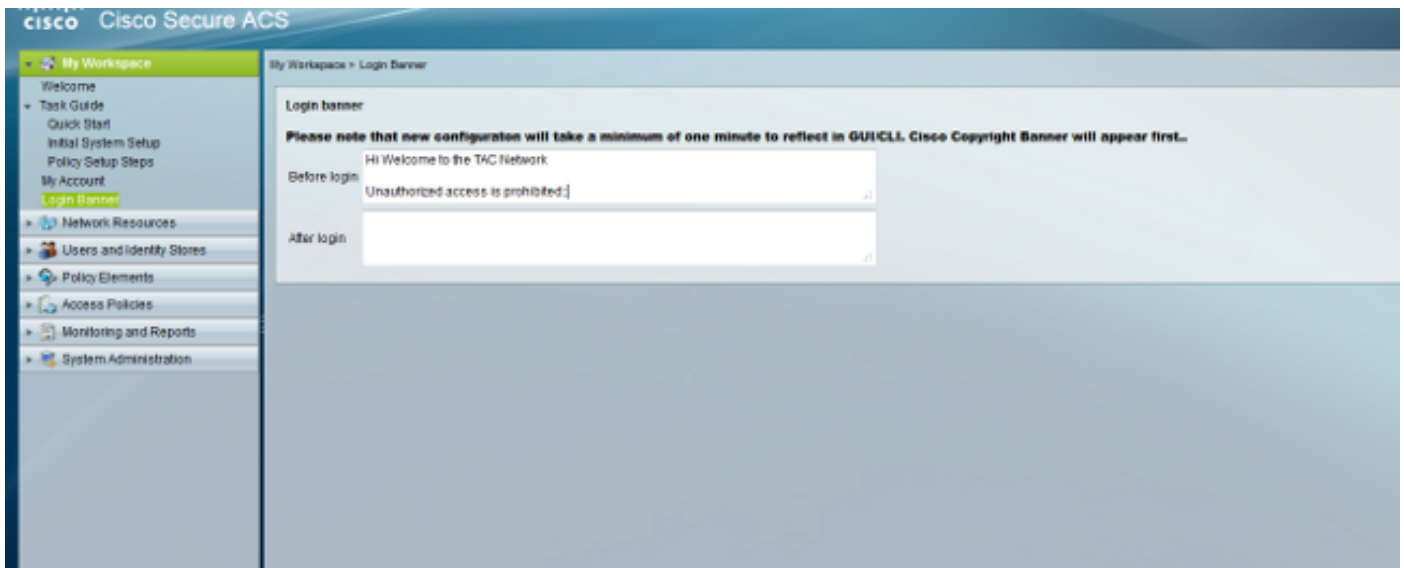 CISCO Cisco Secure ACS
My Workspace
Welcome
Task Guide
Quick Start
Initial System Setup
Policy Setup Steps
My Account
Login Banner
Network Resources
Users and Identity Stores
Policy Elements
Access Policies
Monitoring and Reports
System Administration
My Workspace > Login Banner
Login banner
Please note that new configuraton will take a minimum of one minute to reflect in GUI/CLI. Cisco Copyright Banner will appear first..
Before login
Hi Welcome to the TAC Network
Unauthorized access is prohibited:
After login